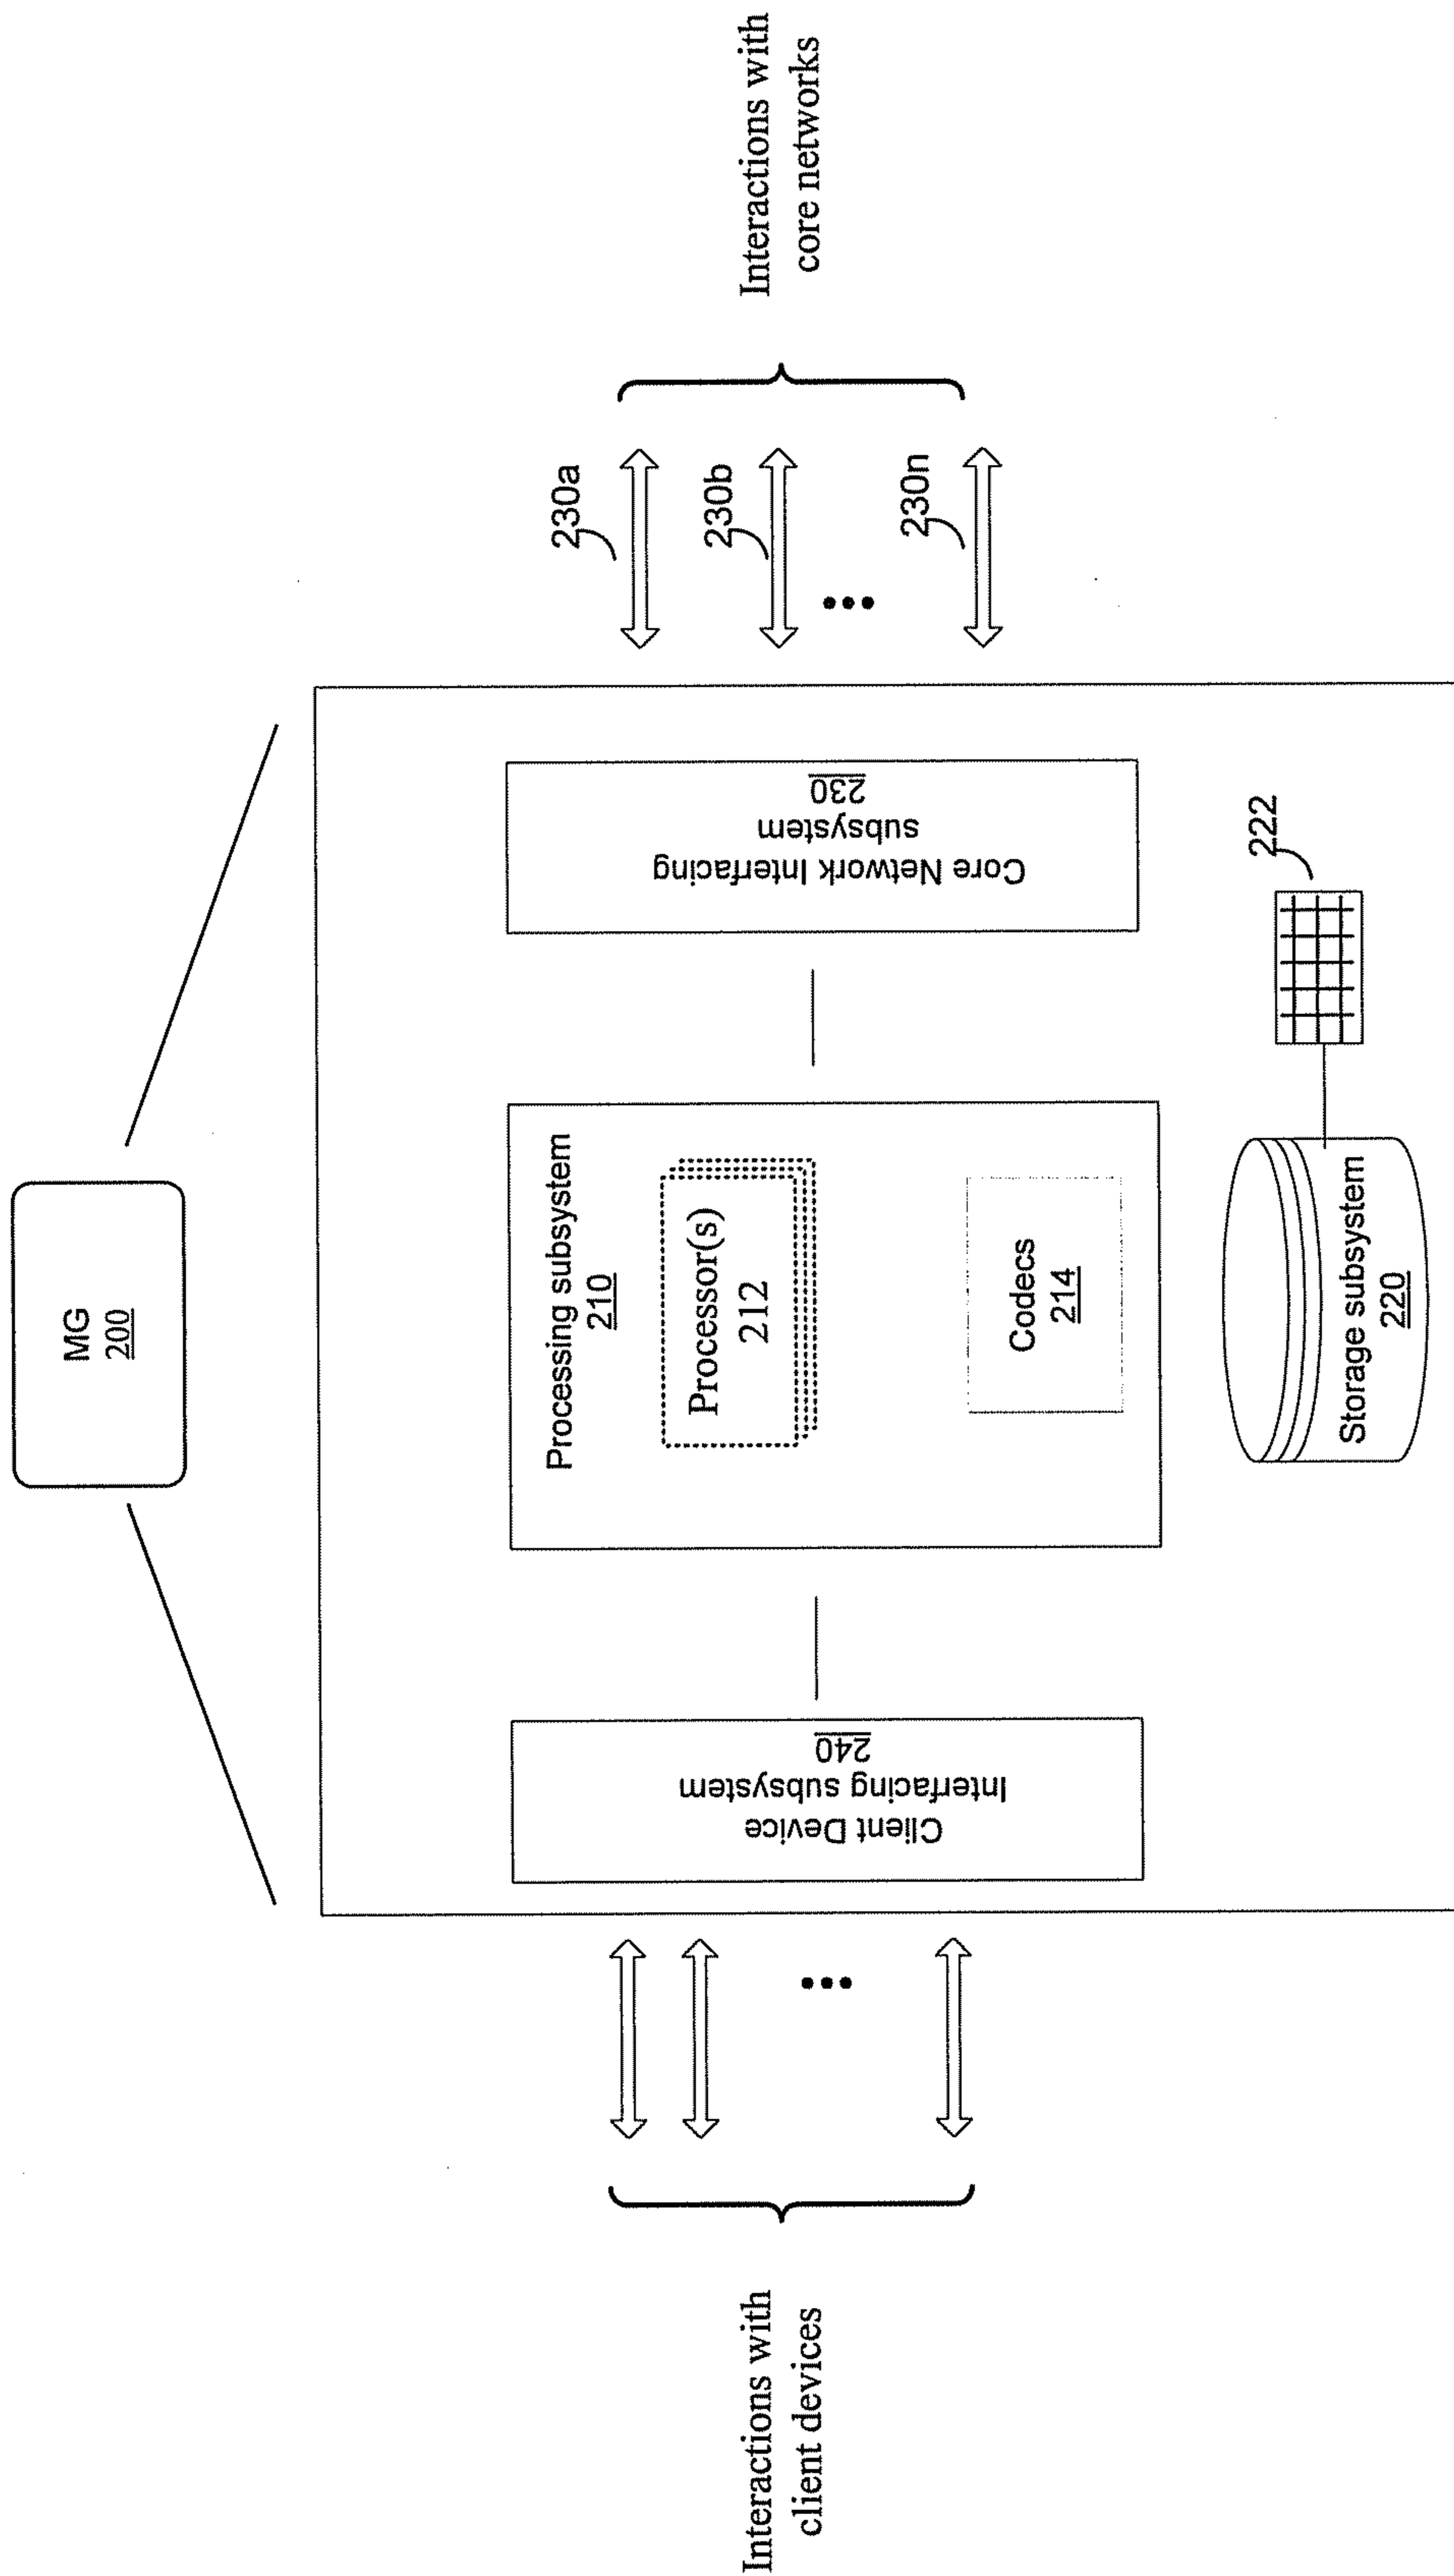 MG
200
Interactions with
client devices
Client Device
Interfacing subsystem
240
Processing subsystem
210
Processor(s)
212
Codecs
214
Storage subsystem
220
222
Core Network Interfacing
subsystem
230
230a
230b
230n
Interactions with
core networks